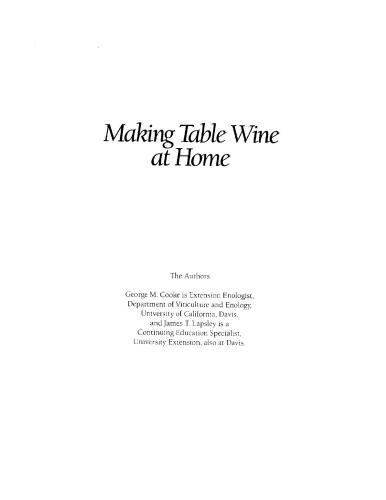 Making Table Wine
at Home
The Authors
George M. Cooke is Extension Enologist,
Department of Viticulture and Enology,
University of California, Davis,
and James T. Lapsley is a
Continuing Education Specialist,
University Extension, also at Davis.